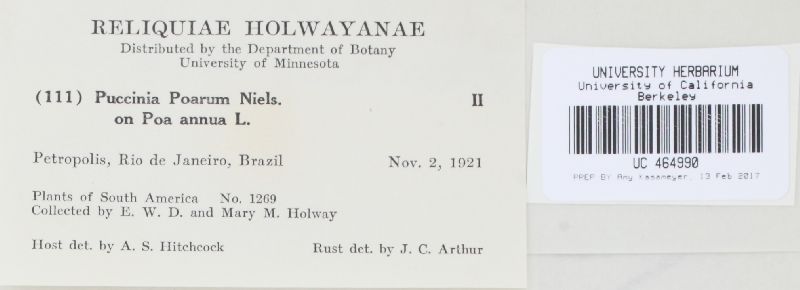 RELIQUIAE HOLWAYANAE
Distributed by the Department of Botany
University of Minnesota
(111) Puccinia Poarum Niels. II
on Poa annua L.
Petropolis, Rio de Janeiro, Brazil Nov. 2, 1921
Plants of South America No. 1269
Collected by E. W. D. and Mary M. Holway
Host det. by A. S. Hitchcock Rust det. by J. C. Arthur
UNIVERSITY HERBARIUM
University of California
Berkeley
UC 464990
PREP BY Amy Kasameyer, 13 Feb 2017